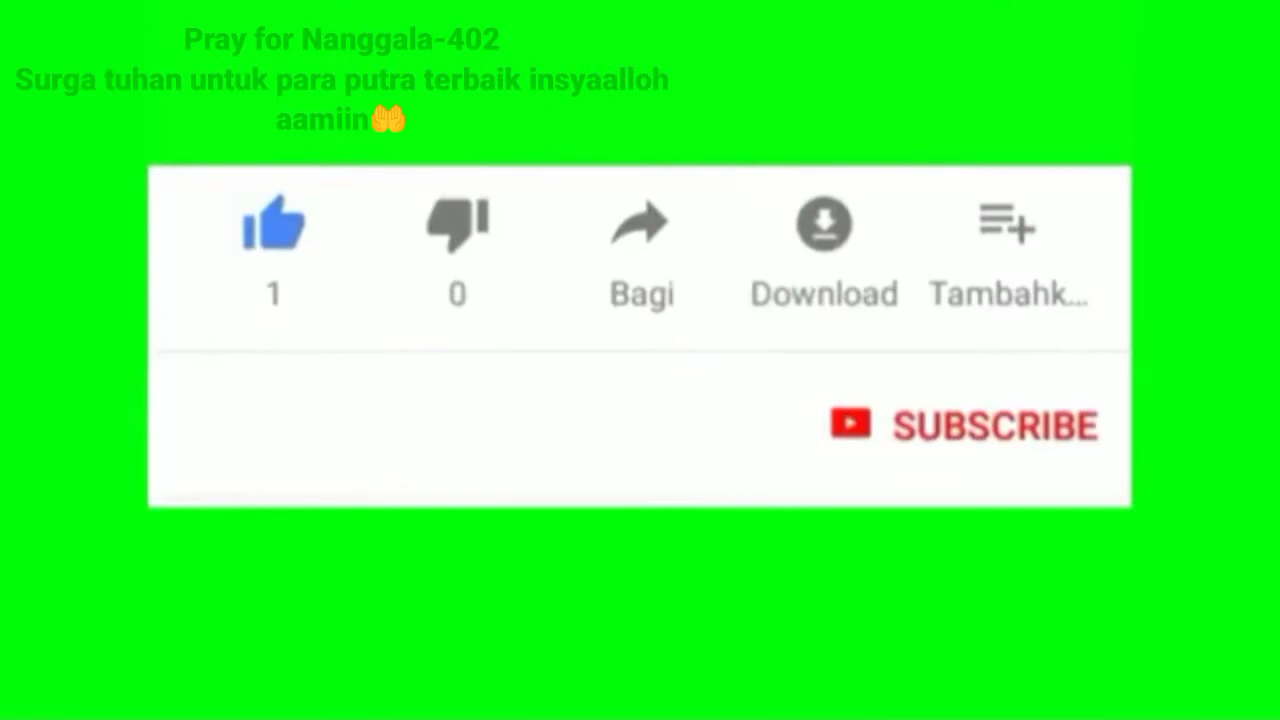 Pray for Nanggala-402
Surga tuhan untuk para putra terbaik insyaalloh
aamiin🤲
1 0 Bagi Download Tambahk...
SUBSCRIBE